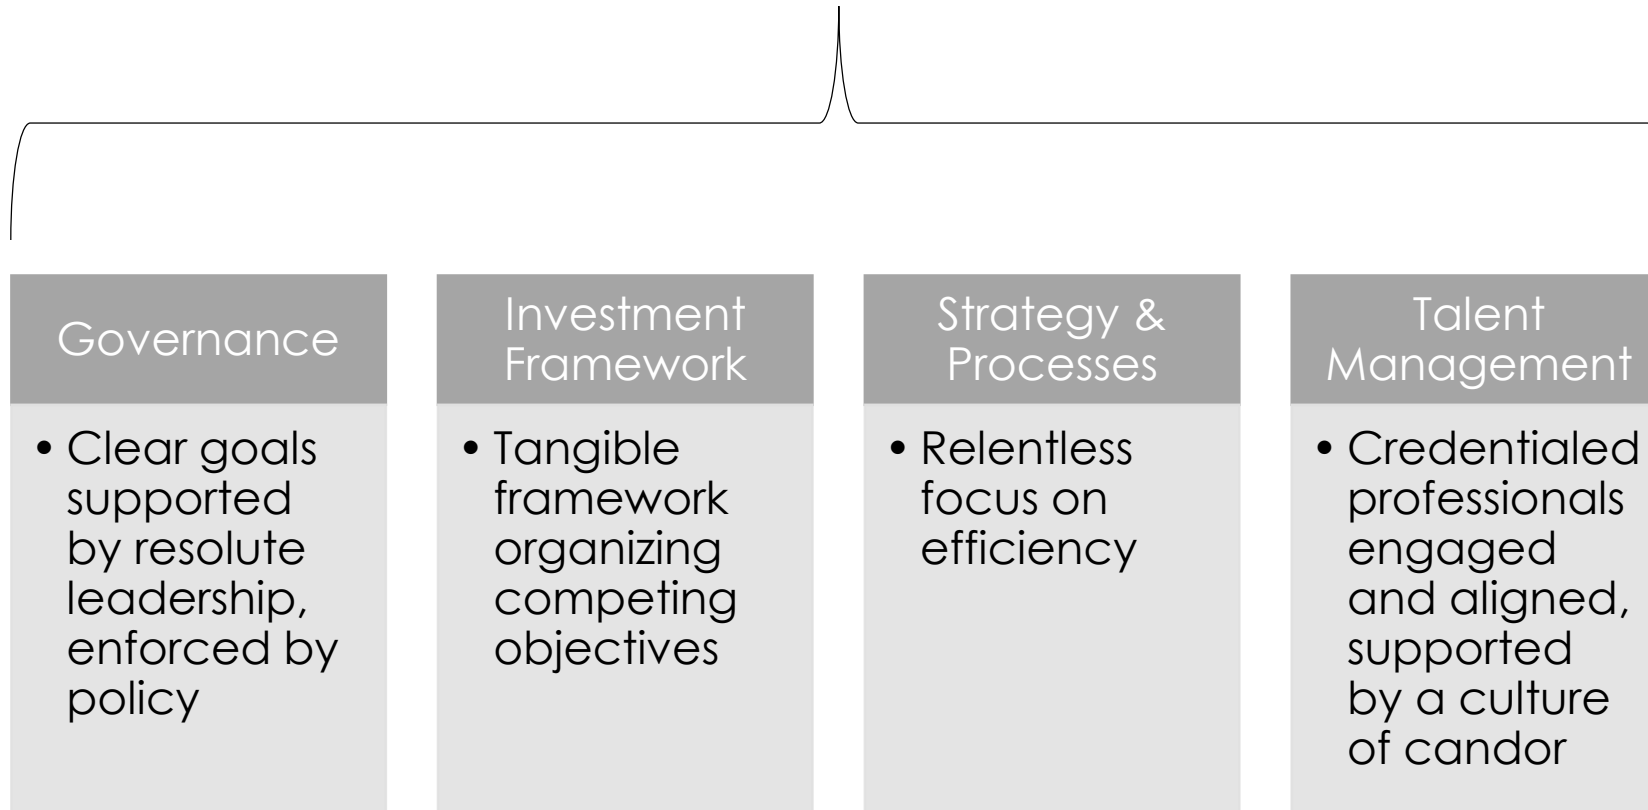 Governance
• Clear goals
supported
by resolute
leadership,
enforced by
policy
Investment
Framework
• Tangible
framework
organizing
competing
objectives
Strategy &
Processes
• Relentless
focus on
efficiency
Talent
Management
• Credentialed
professionals
engaged
and aligned,
supported
by a culture
of candor